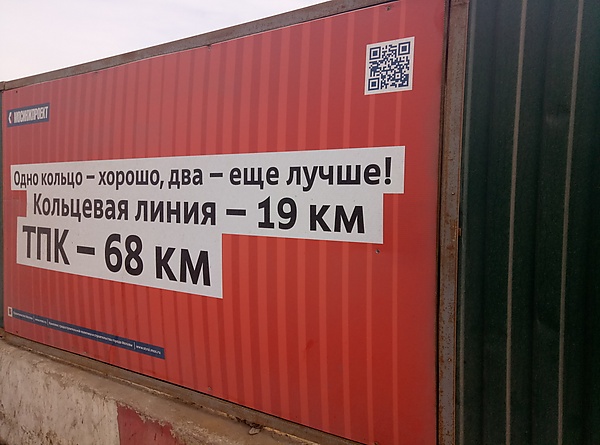 МОСИНЖПРОЕКТ
Одно кольцо – хорошо, два – еще лучше!
Кольцевая линия – 19 км
ТПК – 68 км